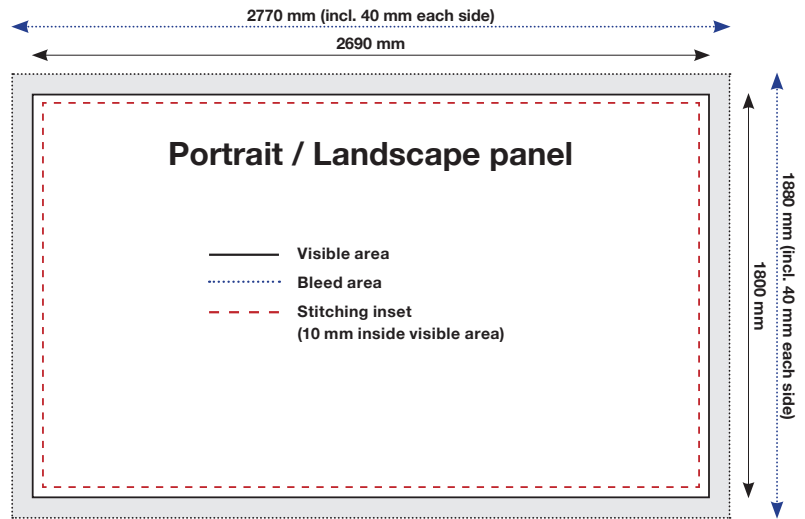 2770 mm (incl. 40 mm each side)
2690 mm
Portrait / Landscape panel
Visible area
Bleed area
Stitching inset
(10 mm inside visible area)
1800 mm
1880 mm (incl. 40 mm each side)